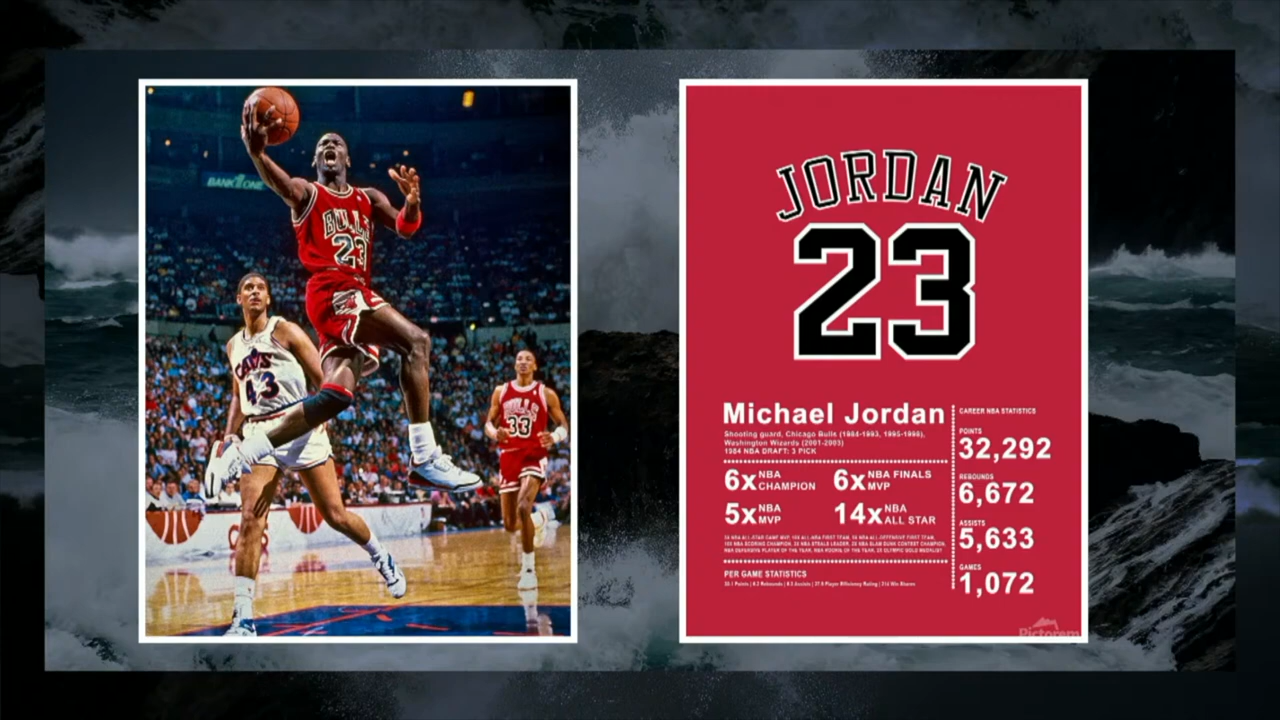 BANK ONE
BULLS
23
CAVS
43
BULLS
33
JORDAN
23
Michael Jordan
Shooting guard, Chicago Bulls (1984-1993, 1995-1998),
Washington Wizards (2001-2003)
1984 NBA DRAFT: 3 PICK
6x NBA CHAMPION
6x NBA FINALS MVP
5x NBA MVP
14x NBA ALL STAR
PER GAME STATISTICS
CAREER NBA STATISTICS
POINTS
32,292
REBOUNDS
6,672
ASSISTS
5,633
GAMES
1,072
Pictorem